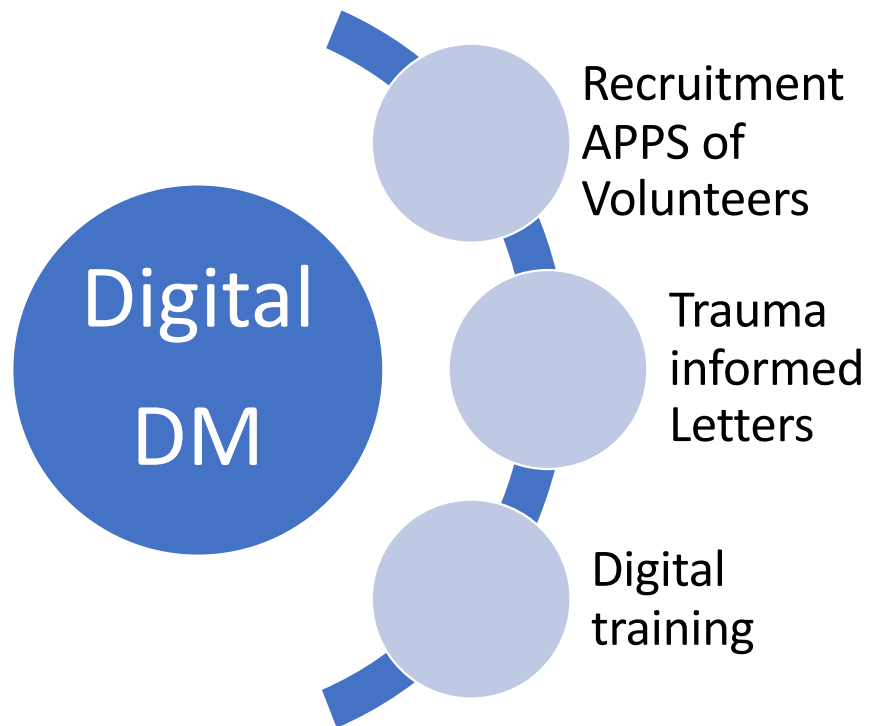 Digital
DM
Recruitment
APPS of
Volunteers
Trauma
informed
Letters
Digital
training